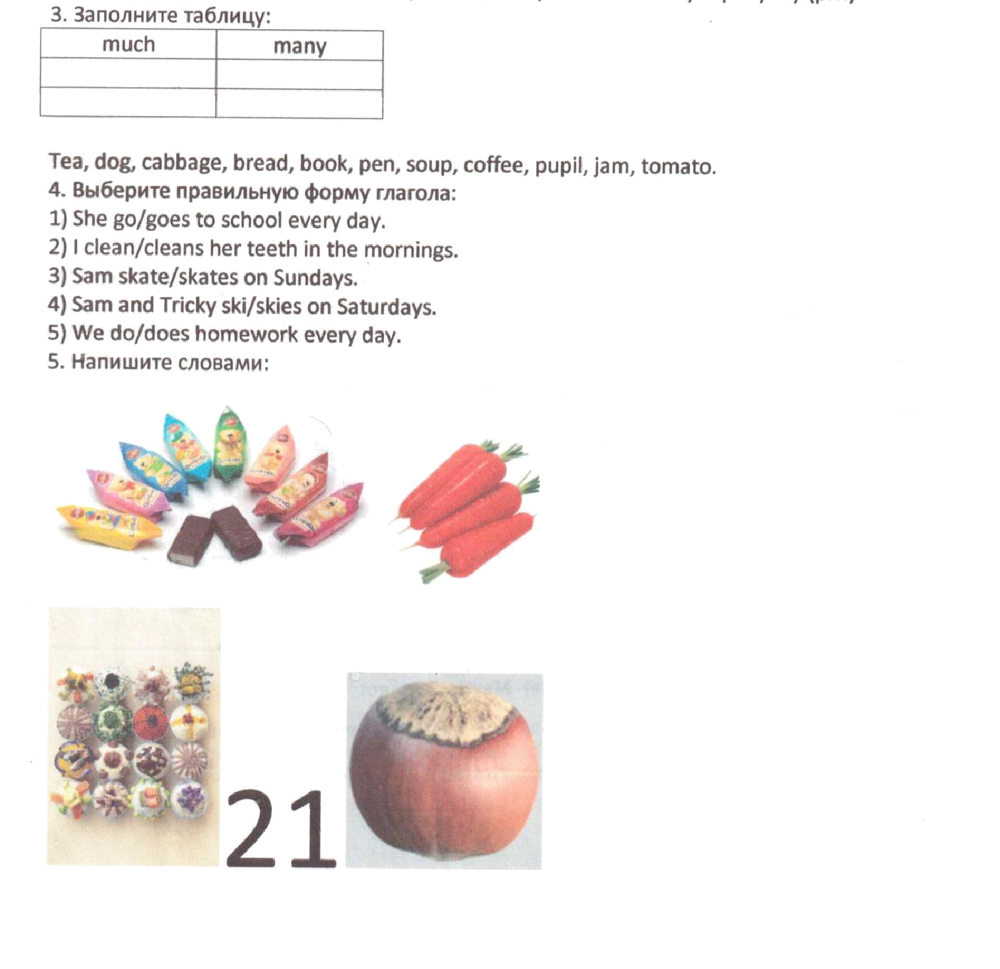 3. Заполните таблицу:
much many
Tea, dog, cabbage, bread, book, pen, soup, coffee, pupil, jam, tomato.
4. Выберите правильную форму глагола:
1) She go/goes to school every day.
2) I clean/cleans her teeth in the mornings.
3) Sam skate/skates on Sundays.
4) Sam and Tricky ski/skies on Saturdays.
5) We do/does homework every day.
5. Напишите словами:
21